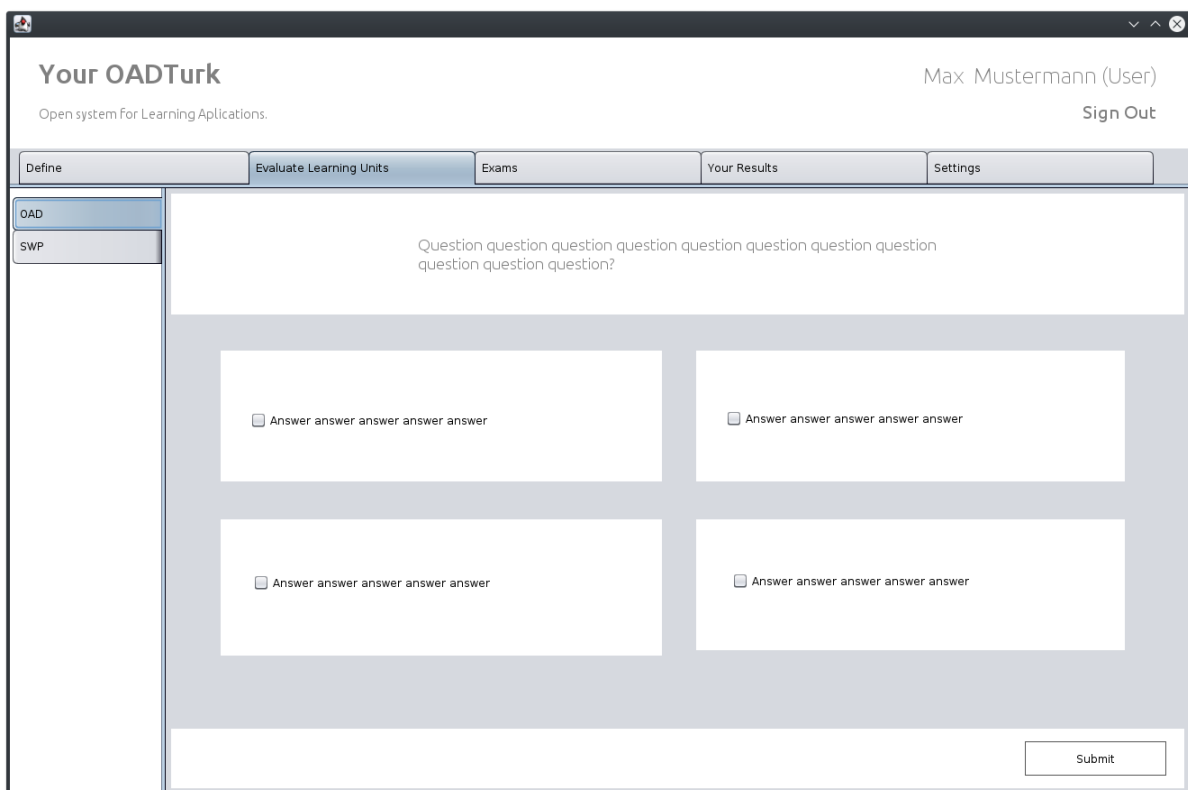 Your OADTurk
Max Mustermann (User)
Open system for Learning Aplications.
Sign Out
Define
Evaluate Learning Units
Exams
Your Results
Settings
OAD
SWP
Question question question question question question question question
question question question?
Answer answer answer answer answer
Answer answer answer answer answer
Answer answer answer answer answer
Answer answer answer answer answer
Submit